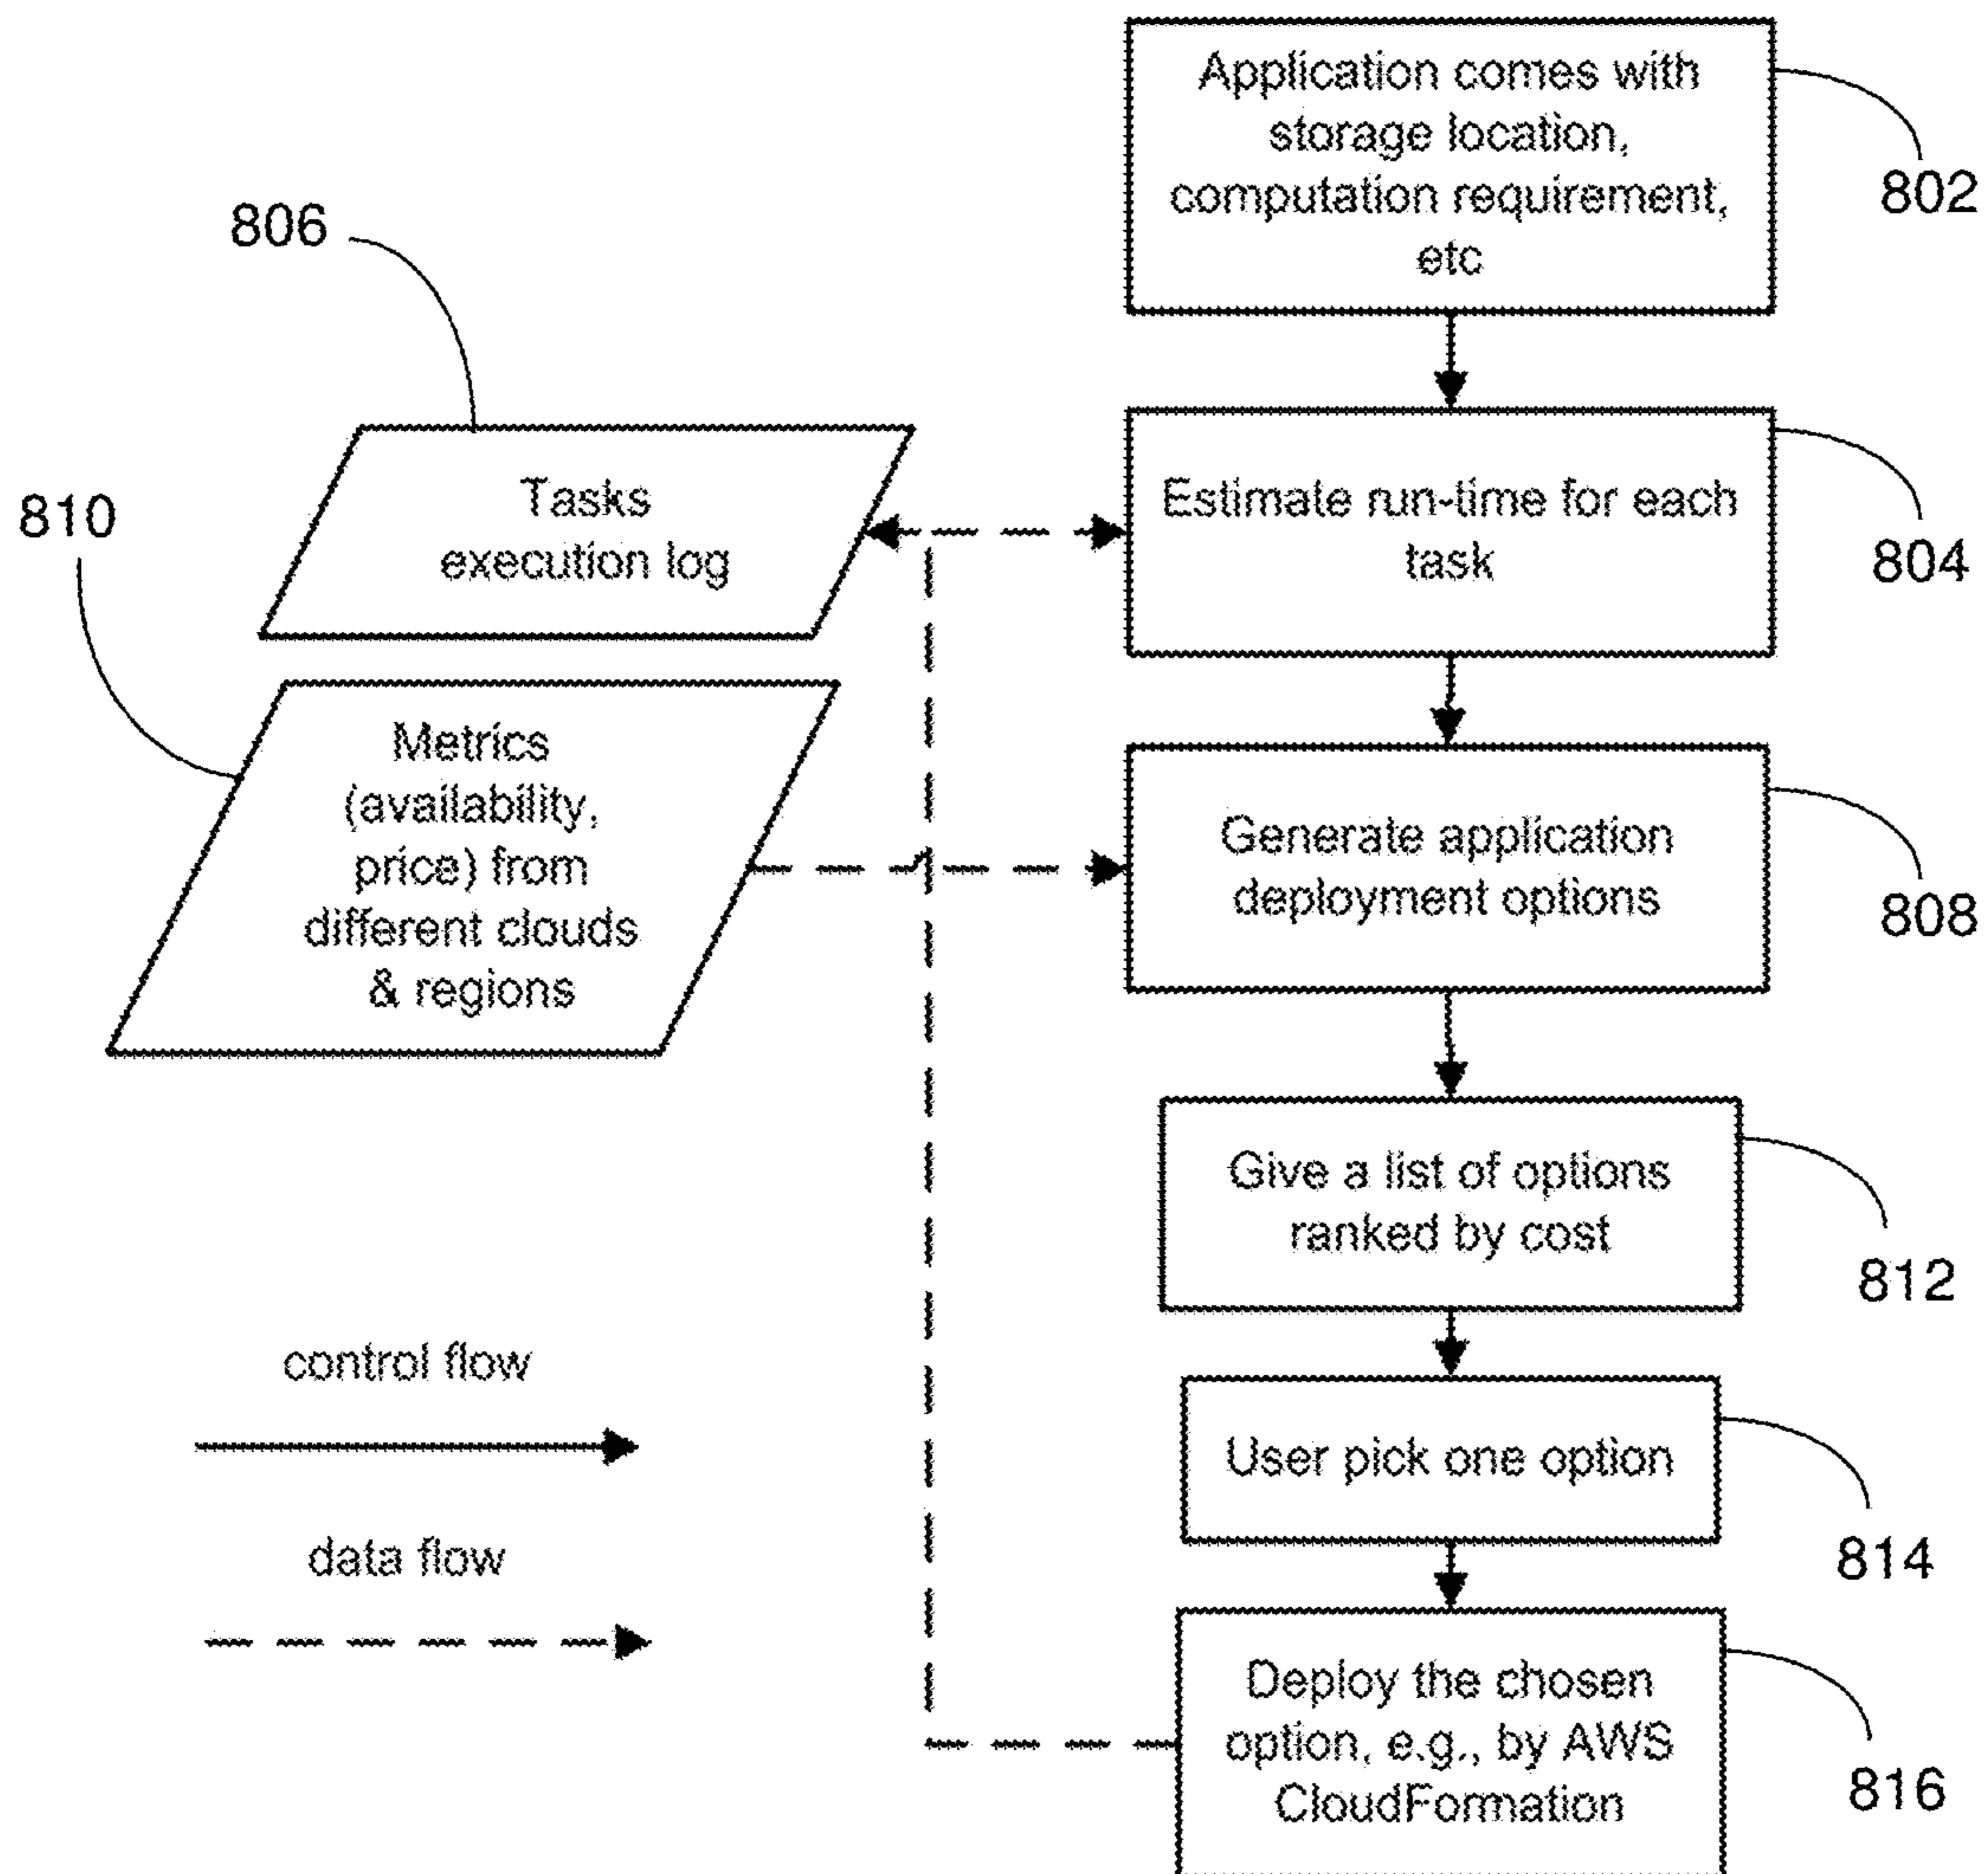 Application comes with
storage location,
computation requirement,
etc
802
806
Tasks
execution log
Estimate run-time for each
task
804
810
Metrics
(availability,
price) from
different clouds
& regions
Generate application
deployment options
808
Give a list of options
ranked by cost
812
control flow
User pick one option
814
data flow
Deploy the chosen
option, e.g., by AWS
CloudFormation
816